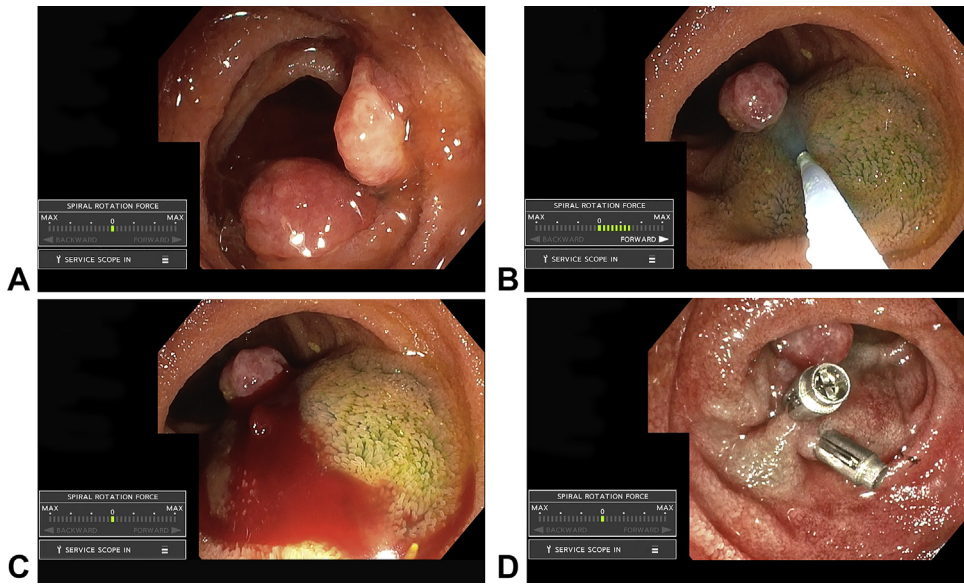 SPIRAL ROTATION FORCE
MAX 0 MAX
◀ BACKWARD FORWARD ▶
SERVICE SCOPE IN
A
SPIRAL ROTATION FORCE
MAX 0 MAX
◀ BACKWARD FORWARD ▶
SERVICE SCOPE IN
B
SPIRAL ROTATION FORCE
MAX 0 MAX
◀ BACKWARD FORWARD ▶
SERVICE SCOPE IN
C
SPIRAL ROTATION FORCE
MAX 0 MAX
◀ BACKWARD FORWARD ▶
SERVICE SCOPE IN
D